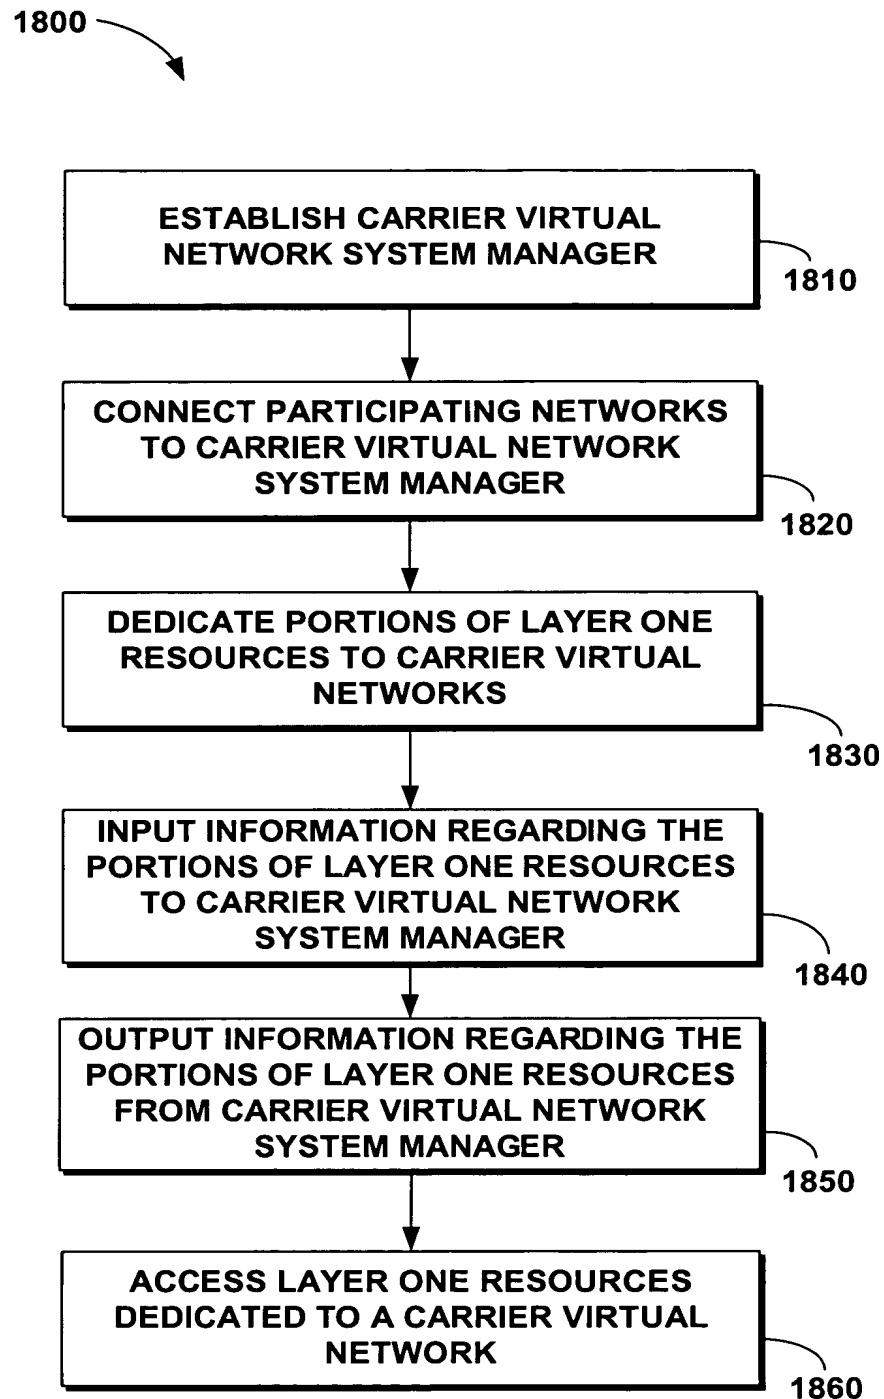 1800
ESTABLISH CARRIER VIRTUAL
NETWORK SYSTEM MANAGER
1810
CONNECT PARTICIPATING NETWORKS
TO CARRIER VIRTUAL NETWORK
SYSTEM MANAGER
1820
DEDICATE PORTIONS OF LAYER ONE
RESOURCES TO CARRIER VIRTUAL
NETWORKS
1830
INPUT INFORMATION REGARDING THE
PORTIONS OF LAYER ONE RESOURCES
TO CARRIER VIRTUAL NETWORK
SYSTEM MANAGER
1840
OUTPUT INFORMATION REGARDING THE
PORTIONS OF LAYER ONE RESOURCES
FROM CARRIER VIRTUAL NETWORK
SYSTEM MANAGER
1850
ACCESS LAYER ONE RESOURCES
DEDICATED TO A CARRIER VIRTUAL
NETWORK
1860